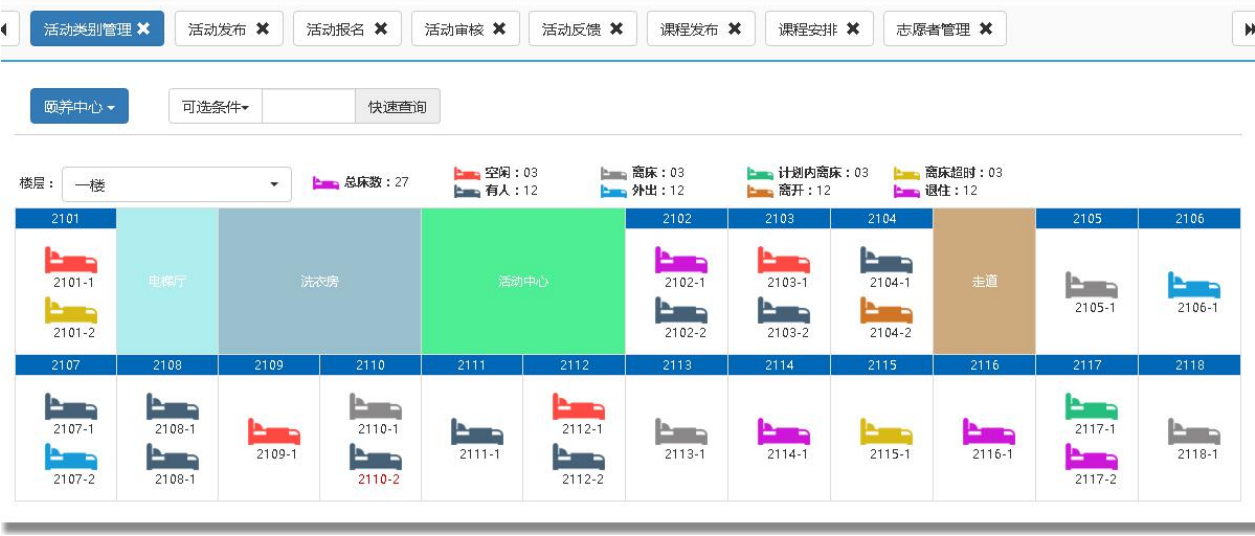 活动类别管理 ✖ 活动发布 ✖ 活动报名 ✖ 活动审核 ✖ 活动反馈 ✖ 课程发布 ✖ 课程安排 ✖ 志愿者管理 ✖
颐养中心 可选条件 快速查询
楼层： 一楼 总床数：27 空闲：03 离床：03 计划内离床：03 离床超时：03
有人：12 外出：12 离开：12 退住：12
2101 2102 2103 2104 2105 2106
电梯厅 洗衣房 活动中心 走道
2101-1 2102-1 2103-1 2104-1
2105-1 2106-1
2101-2 2102-2 2103-2 2104-2
2107 2108 2109 2110 2111 2112 2113 2114 2115 2116 2117 2118
2107-1 2108-1 2110-1 2112-1 2117-1
2109-1 2111-1 2113-1 2114-1 2115-1 2116-1 2118-1
2107-2 2108-1 2110-2 2112-2 2117-2